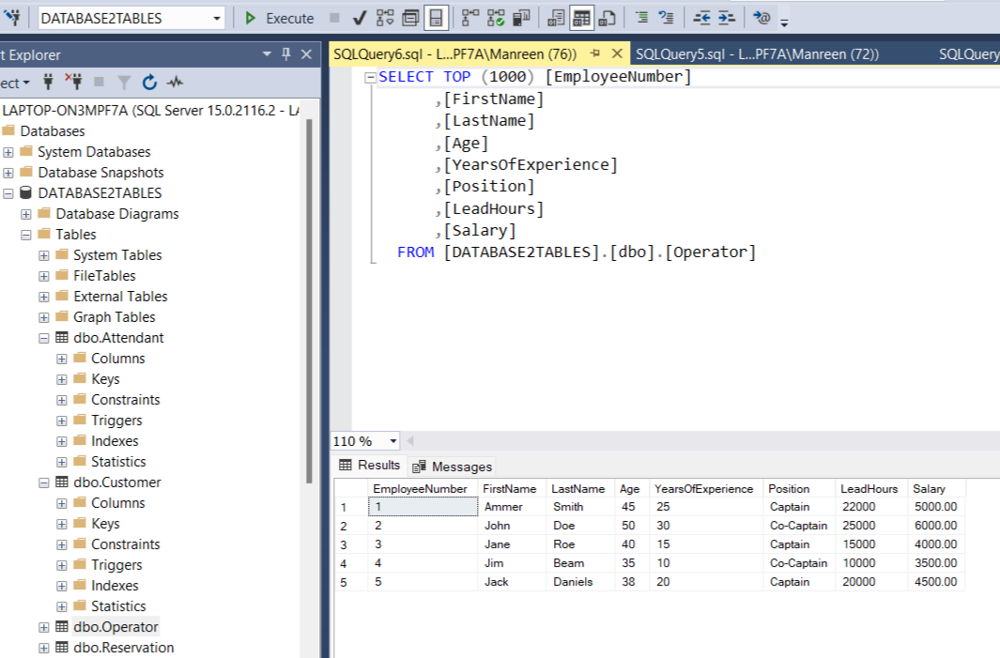 DATABASE2TABLES Execute
t Explorer
ect
LAPTOP-ON3MPF7A (SQL Server 15.0.2116.2 - LA
Databases
System Databases
Database Snapshots
DATABASE2TABLES
Database Diagrams
Tables
System Tables
FileTables
External Tables
Graph Tables
dbo.Attendant
Columns
Keys
Constraints
Triggers
Indexes
Statistics
dbo.Customer
Columns
Keys
Constraints
Triggers
Indexes
Statistics
dbo.Operator
dbo.Reservation
SQLQuery6.sql - L...PF7A\Manreen (76)) SQLQuery5.sql - L...PF7A\Manreen (72)) SQLQuery
SELECT TOP (1000) [EmployeeNumber]
,[FirstName]
,[LastName]
,[Age]
,[YearsOfExperience]
,[Position]
,[LeadHours]
,[Salary]
FROM [DATABASE2TABLES].[dbo].[Operator]
110 %
Results Messages
EmployeeNumber FirstName LastName Age YearsOfExperience Position LeadHours Salary
1 1 Ammer Smith 45 25 Captain 22000 5000.00
2 2 John Doe 50 30 Co-Captain 25000 6000.00
3 3 Jane Roe 40 15 Captain 15000 4000.00
4 4 Jim Beam 35 10 Co-Captain 10000 3500.00
5 5 Jack Daniels 38 20 Captain 20000 4500.00